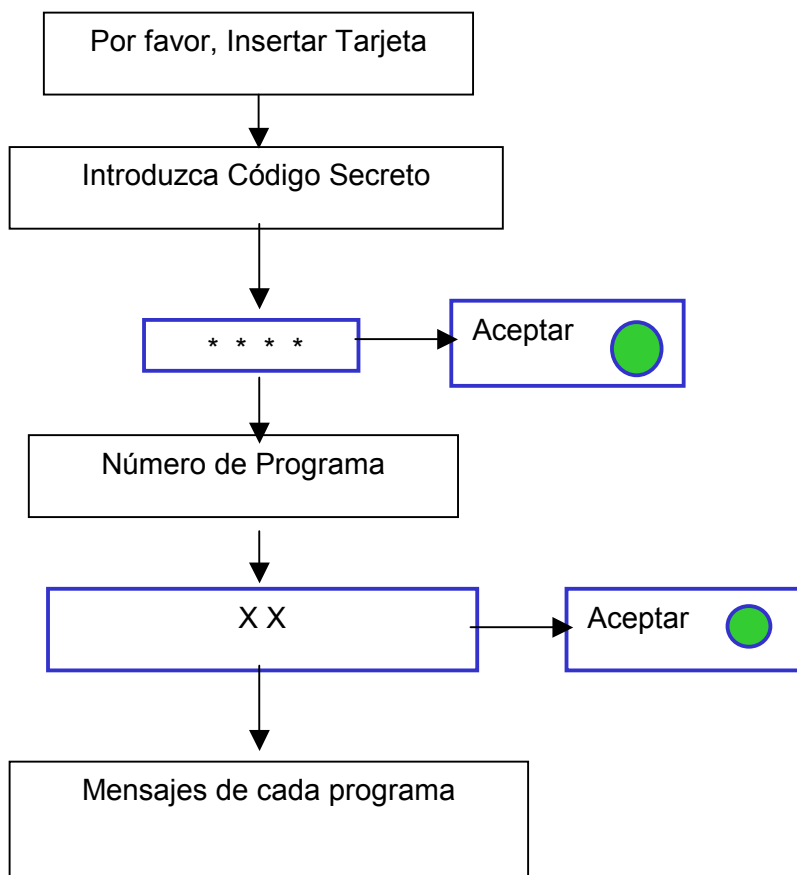 Por favor, Insertar Tarjeta
Introduzca Código Secreto
* * * *
Aceptar
Número de Programa
X X
Aceptar
Mensajes de cada programa